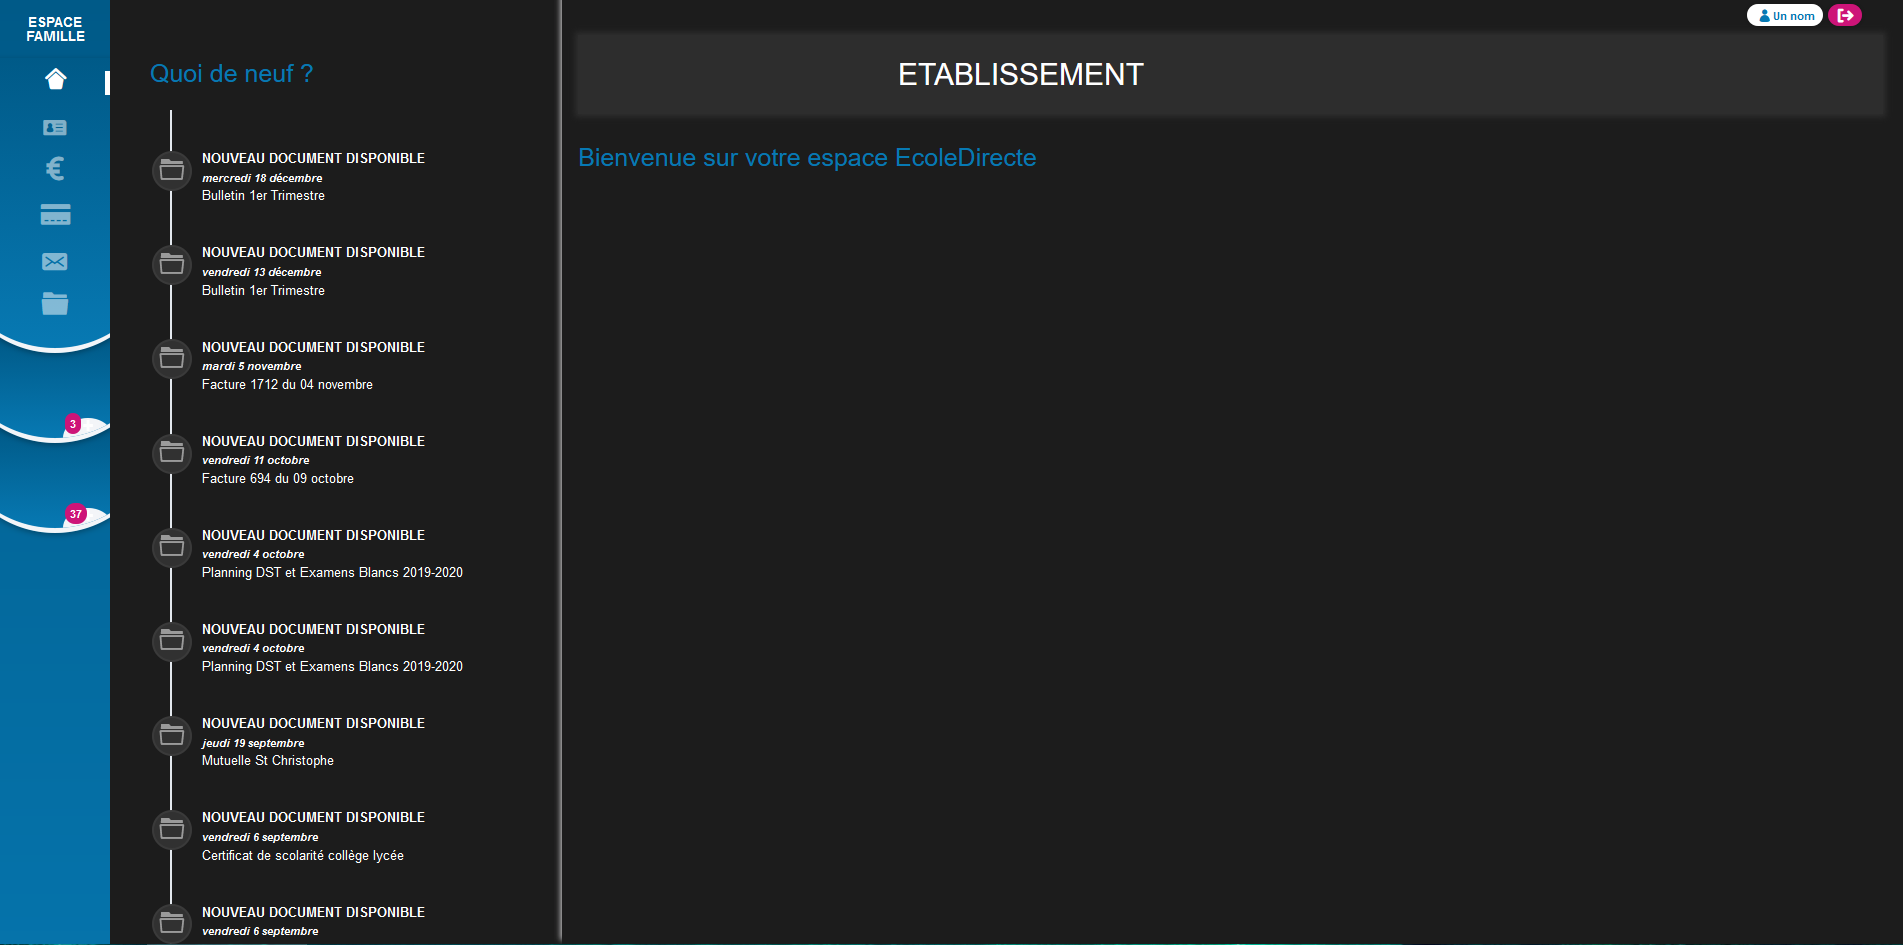 ESPACE
FAMILLE
3
37
Quoi de neuf ?
NOUVEAU DOCUMENT DISPONIBLE
mercredi 18 décembre
Bulletin 1er Trimestre
NOUVEAU DOCUMENT DISPONIBLE
vendredi 13 décembre
Bulletin 1er Trimestre
NOUVEAU DOCUMENT DISPONIBLE
mardi 5 novembre
Facture 1712 du 04 novembre
NOUVEAU DOCUMENT DISPONIBLE
vendredi 11 octobre
Facture 694 du 09 octobre
NOUVEAU DOCUMENT DISPONIBLE
vendredi 4 octobre
Planning DST et Examens Blancs 2019-2020
NOUVEAU DOCUMENT DISPONIBLE
vendredi 4 octobre
Planning DST et Examens Blancs 2019-2020
NOUVEAU DOCUMENT DISPONIBLE
jeudi 19 septembre
Mutuelle St Christophe
NOUVEAU DOCUMENT DISPONIBLE
vendredi 6 septembre
Certificat de scolarité collège lycée
NOUVEAU DOCUMENT DISPONIBLE
vendredi 6 septembre
Un nom
ETABLISSEMENT
Bienvenue sur votre espace EcoleDirecte